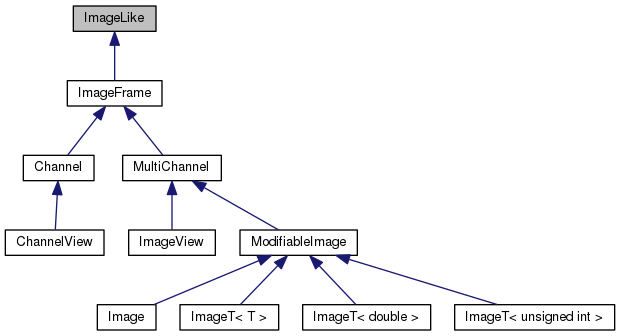 ImageLike
ImageFrame
Channel
MultiChannel
ChannelView
ImageView
ModifiableImage
Image
ImageT< T >
ImageT< double >
ImageT< unsigned int >